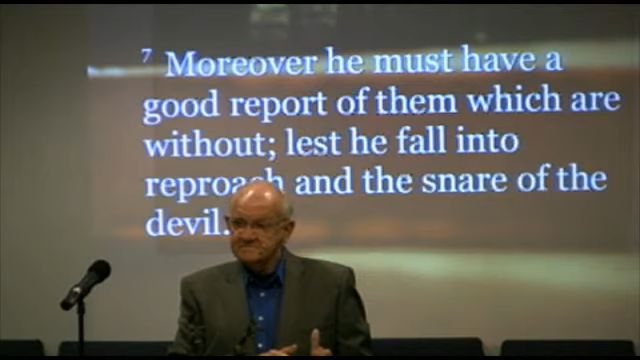 7 Moreover he must have a
good report of them which are
without; lest he fall into
reproach and the snare of the
devil.